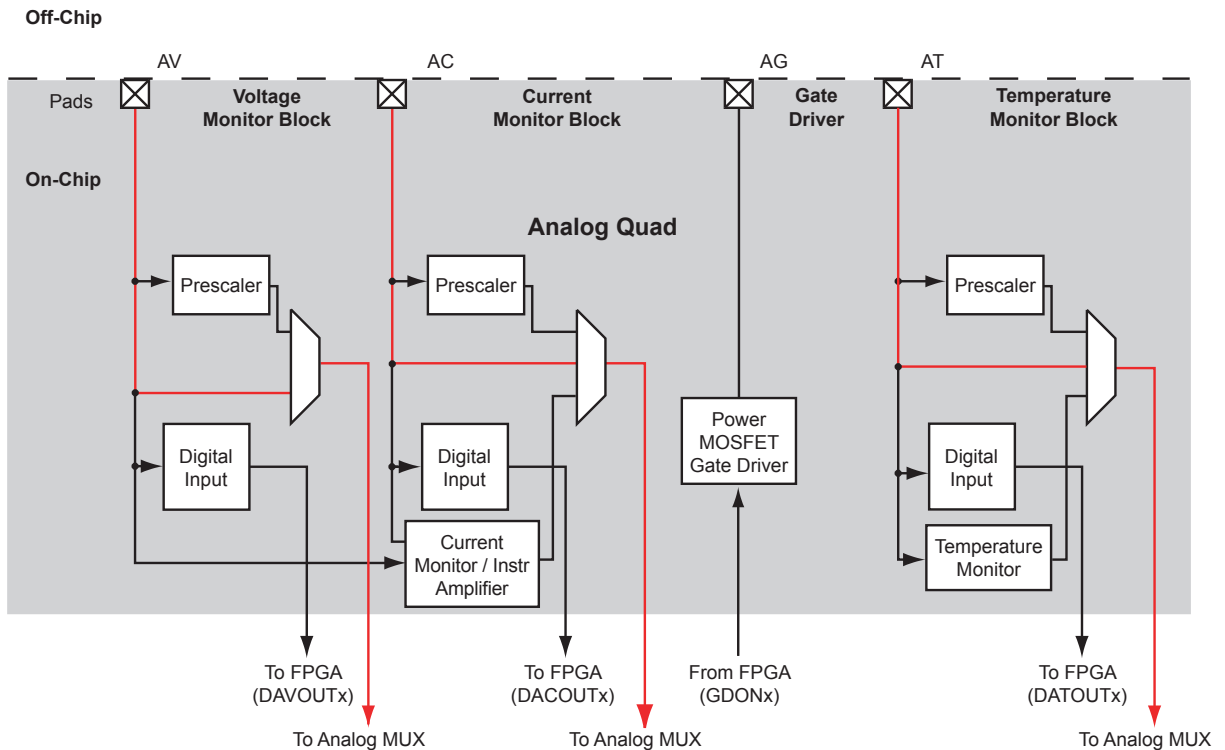 Off-Chip
AV
AC
AG
AT
Pads
Voltage
Monitor Block
Current
Monitor Block
Gate
Driver
Temperature
Monitor Block
On-Chip
Analog Quad
Prescaler
Prescaler
Prescaler
Digital
Input
Digital
Input
Power
MOSFET
Gate Driver
Digital
Input
Current
Monitor / Instr
Amplifier
Temperature
Monitor
To FPGA
(DAVOUTx)
To FPGA
(DACOUTx)
From FPGA
(GDONx)
To FPGA
(DATOUTx)
To Analog MUX
To Analog MUX
To Analog MUX